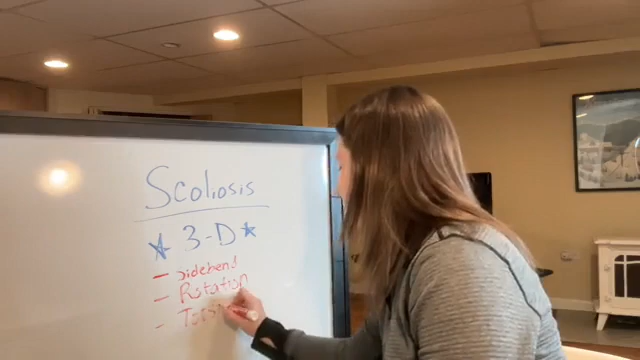 Scoliosis
★ 3-D ★
- Sidebend
- Rotation
- Tors